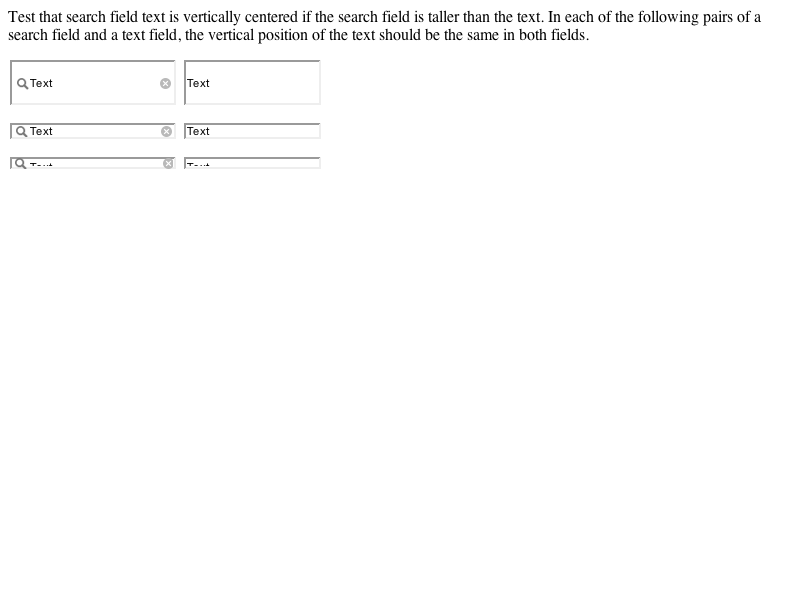 Test that search field text is vertically centered if the search field is taller than the text. In each of the following pairs of a
search field and a text field, the vertical position of the text should be the same in both fields.
Text Text
Text Text